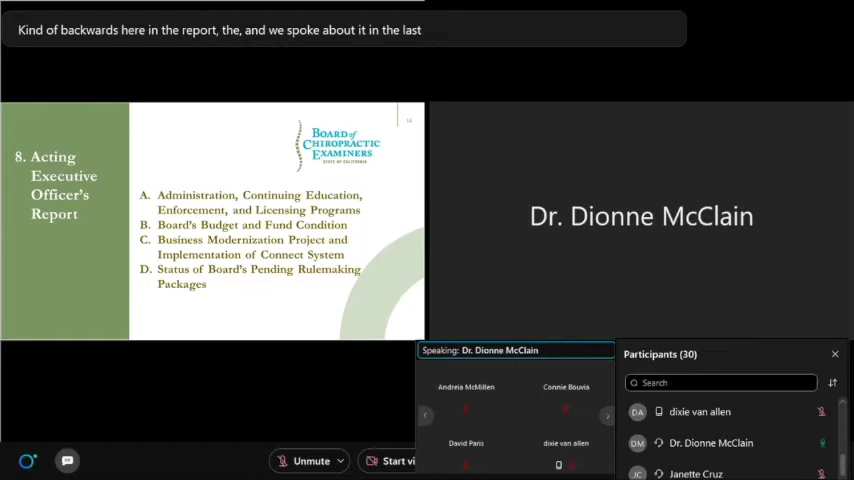 Kind of backwards here in the report, the, and we spoke about it in the last
13
8. Acting
Executive
Officer's
Report
BOARD of
CHIROPRACTIC
EXAMINERS
STATE OF CALIFORNIA
A. Administration, Continuing Education,
Enforcement, and Licensing Programs
B. Board's Budget and Fund Condition
C. Business Modernization Project and
Implementation of Connect System
D. Status of Board's Pending Rulemaking
Packages
Dr. Dionne McClain
Speaking: Dr. Dionne McClain
Andreia McMillen
Connie Bouvia
David Paris
dixie van allen
Participants (30)
Search
DA dixie van allen
DM Dr. Dionne McClain
JC Janette Cruz
Unmute
Start vi